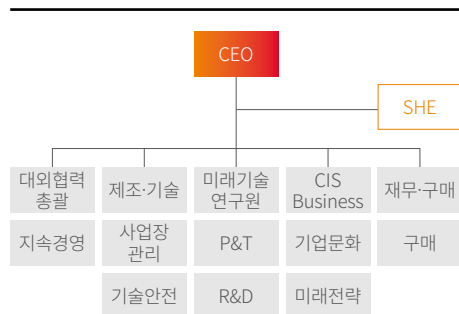 CEO
SHE
대외협력
총괄
제조·기술
미래기술
연구원
CIS
Business
재무·구매
지속경영
사업장
관리
P&T
기업문화
구매
기술안전
R&D
미래전략